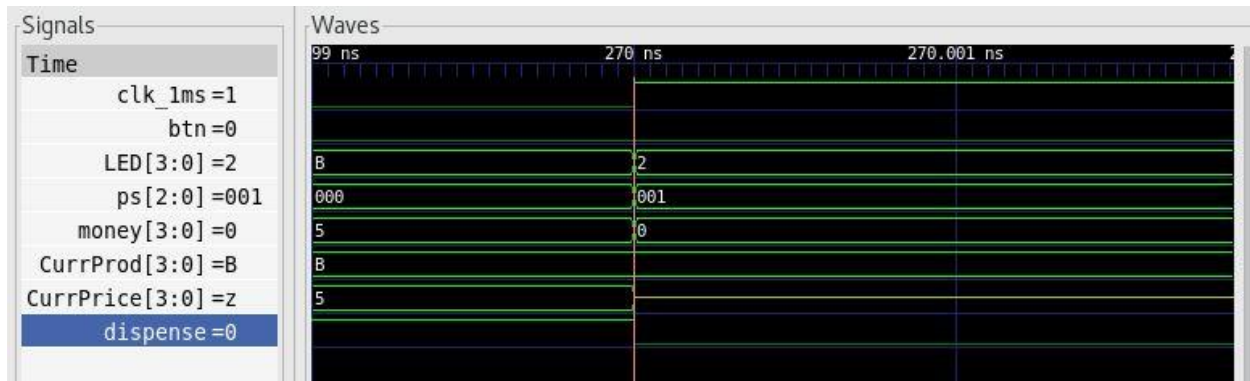 Signals
Waves
Time
99 ns 270 ns 270.001 ns
clk_1ms=1
btn=0
LED[3:0]=2 B 2
ps[2:0]=001 000 001
money[3:0]=0 5 0
CurrProd[3:0]=B B
CurrPrice[3:0]=z 5
dispense=0